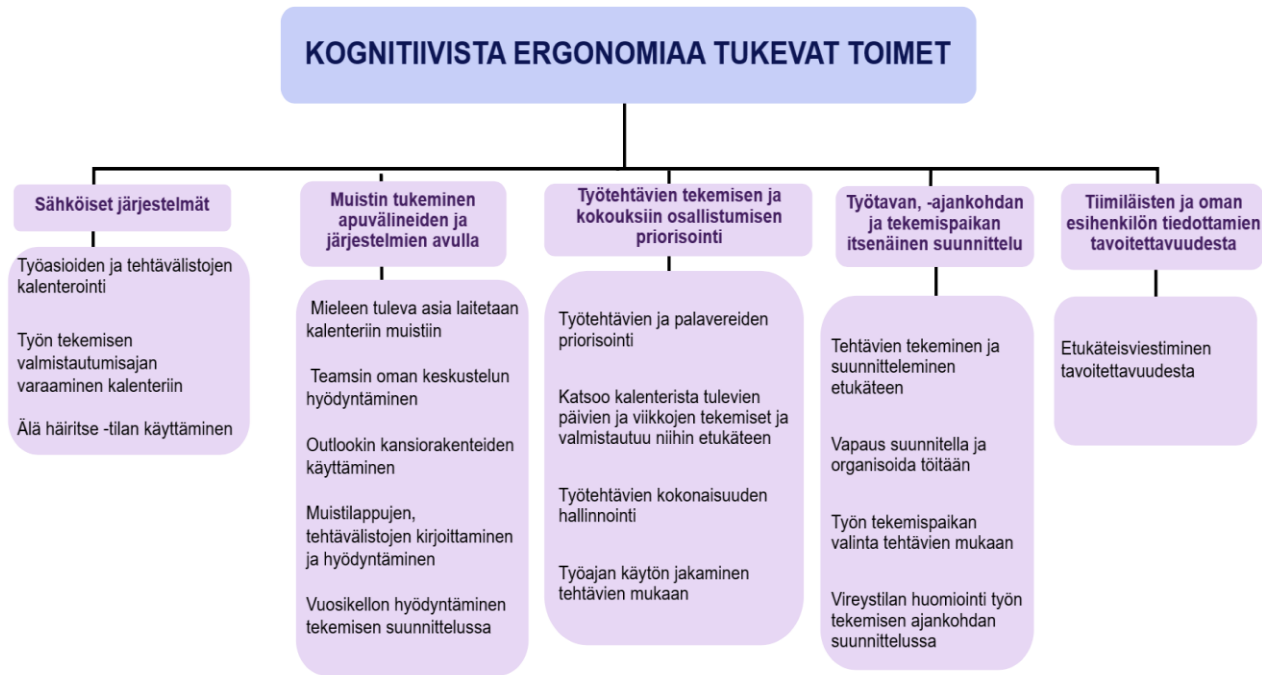 KOGNITIIVISTA ERGONOMIAA TUKEVAT TOIMET
Sähköiset järjestelmät
Työasioiden ja tehtävälistojen
kalenterointi
Työn tekemisen
valmistautumisajan
varaaminen kalenteriin
Älä häiritse -tilan käyttäminen
Muistin tukeminen
apuvälineiden ja
järjestelmien avulla
Mieleen tuleva asia laitetaan
kalenteriin muistiin
Teamsin oman keskustelun
hyödyntäminen
Outlookin kansiorakenteiden
käyttäminen
Muistilappujen,
tehtävälistojen kirjoittaminen
ja hyödyntäminen
Vuosikellon hyödyntäminen
tekemisen suunnittelussa
Työtehtävien tekemisen ja
kokouksiin osallistumisen
priorisointi
Työtehtävien ja palavereiden
priorisointi
Katsoo kalenterista tulevien
päivien ja viikkojen tekemiset ja
valmistautuu niihin etukäteen
Työtehtävien kokonaisuuden
hallinnointi
Työajan käytön jakaminen
tehtävien mukaan
Työtavan, -ajankohdan
ja tekemispaikan
itsenäinen suunnittelu
Tehtävien tekeminen ja
suunnitteleminen
etukäteen
Vapaus suunnitella ja
organisoida töitään
Työn tekemispaikan
valinta tehtävien mukaan
Vireystilan huomiointi työn
tekemisen ajankohdan
suunnittelussa
Tiimiläisten ja oman
esihenkilön tiedottamien
tavoitettavuudesta
Etukäteisviestiminen
tavoitettavuudesta